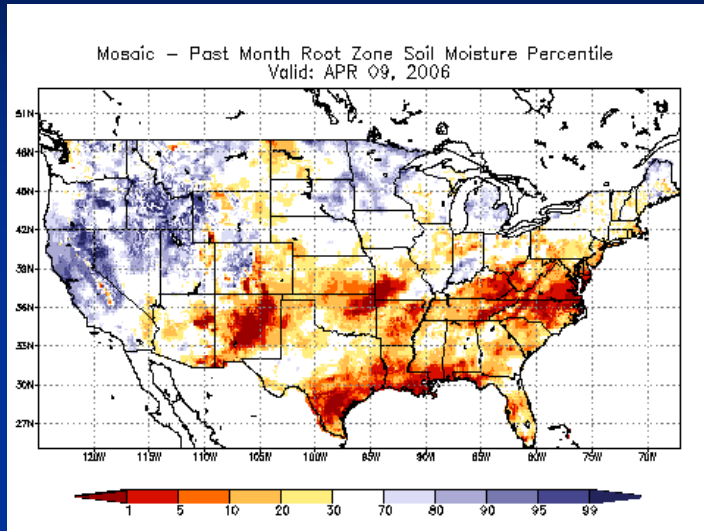 Mosaic – Past Month Root Zone Soil Moisture Percentile
Valid: APR 09, 2006
51N
48N
45N
42N
39N
36N
33N
30N
27N
120W 115W 110W 105W 100W 95W 90W 85W 80W 75W 70W
1 5 10 20 30 70 80 90 95 99